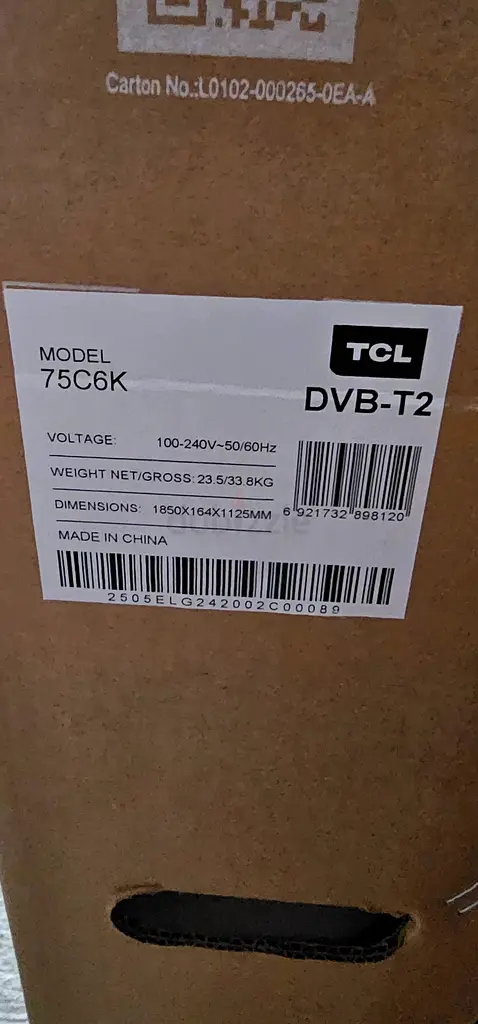 Carton No.:L0102-000265-0EA-A
TCL
MODEL
75C6K
DVB-T2
VOLTAGE: 100-240V~50/60Hz
WEIGHT NET/GROSS: 23.5/33.8KG
DIMENSIONS: 1850X164X1125MM
6 921732 898120
MADE IN CHINA
dubizzle
2505ELG242002C00089